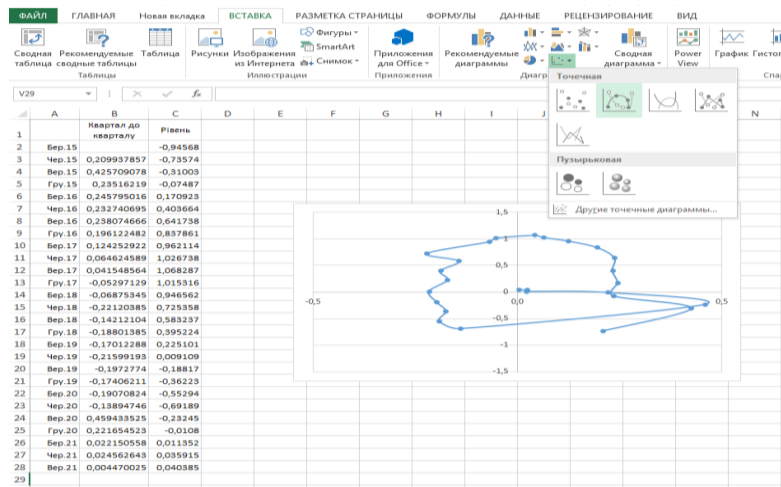 ФАЙЛ ГЛАВНАЯ Новая вкладка ВСТАВКА РАЗМЕТКА СТРАНИЦЫ ФОРМУЛЫ ДАННЫЕ РЕЦЕНЗИРОВАНИЕ ВИД
Сводная таблица
Рекомендуемые сводные таблицы
Таблица
Таблицы
Рисунки
Изображения из Интернета
Фигуры
SmartArt
Снимок
Иллюстрации
Приложения для Office
Приложения
Рекомендуемые диаграммы
Сводная диаграмма
Диагр
Power View
График
Гистог
Спар
Точечная
Пузырьковая
Другие точечные диаграммы...
V29 fx
A B C D E F G H I J N
1 Квартал до кварталу Рівень
2 Бер.15 -0,94568
3 Чер.15 0,209937857 -0,73574
4 Вер.15 0,425709078 -0,31003
5 Гру.15 0,23516219 -0,07487
6 Бер.16 0,245795016 0,170923
7 Чер.16 0,232740695 0,403664
8 Вер.16 0,238074666 0,641738
9 Гру.16 0,196122482 0,837861
10 Бер.17 0,124252922 0,962114
11 Чер.17 0,064624589 1,026738
12 Вер.17 0,041548564 1,068287
13 Гру.17 -0,05297129 1,015316
14 Бер.18 -0,06875345 0,946562
15 Чер.18 -0,22120385 0,725358
16 Вер.18 -0,14212104 0,583237
17 Гру.18 -0,18801385 0,395224
18 Бер.19 -0,17012288 0,225101
19 Чер.19 -0,21599193 0,009109
20 Вер.19 -0,1972774 -0,18817
21 Гру.19 -0,17406211 -0,36223
22 Бер.20 -0,19070824 -0,55294
23 Чер.20 -0,13894746 -0,69189
24 Вер.20 0,459433525 -0,23245
25 Гру.20 0,221654523 -0,0108
26 Бер.21 0,022150558 0,011352
27 Чер.21 0,024562643 0,035915
28 Вер.21 0,004470025 0,040385
29
1,5
1
0,5
0
-0,5 0,0 0,5
-0,5
-1
-1,5